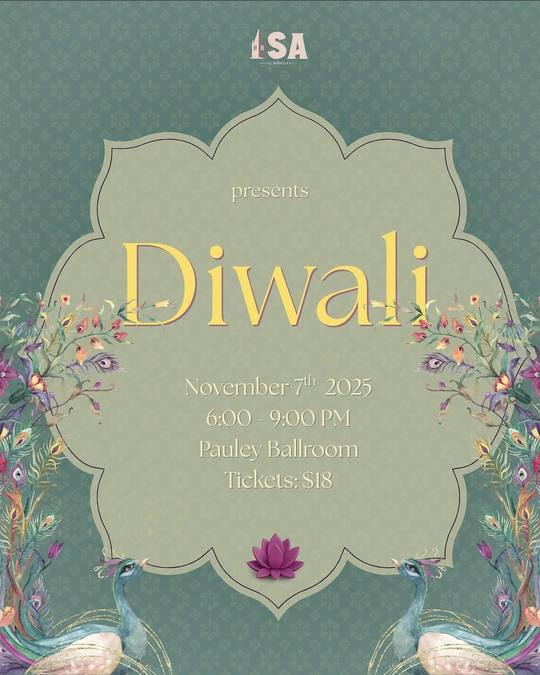 ISA
presents
Diwali
November 7th 2025
6:00 - 9:00 PM
Pauley Ballroom
Tickets: $18